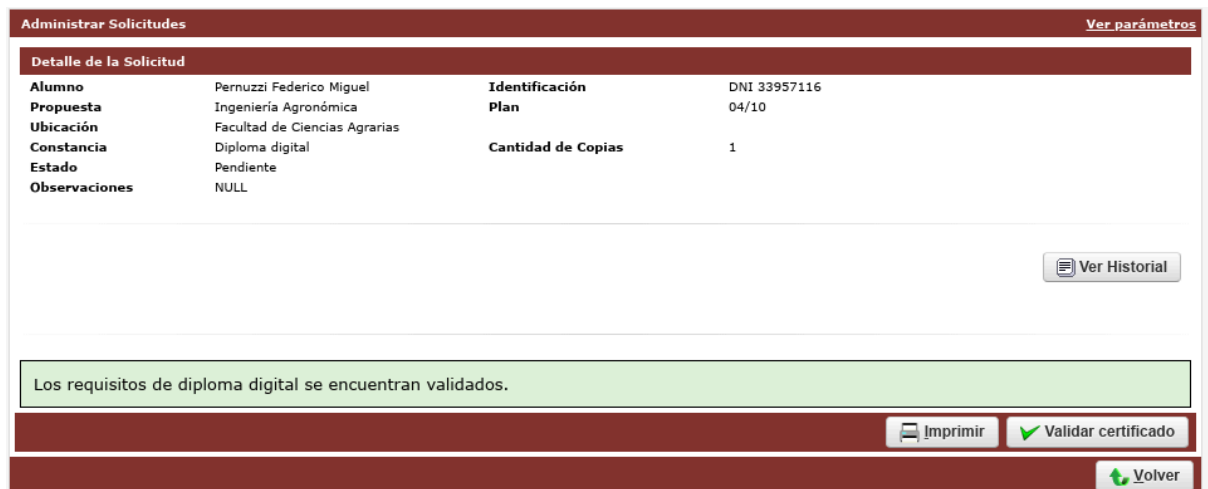 Administrar Solicitudes Ver parámetros
Detalle de la Solicitud
Alumno Pernuzzi Federico Miguel Identificación DNI 33957116
Propuesta Ingeniería Agronómica Plan 04/10
Ubicación Facultad de Ciencias Agrarias
Constancia Diploma digital Cantidad de Copias 1
Estado Pendiente
Observaciones NULL
Ver Historial
Los requisitos de diploma digital se encuentran validados.
Imprimir Validar certificado
Volver